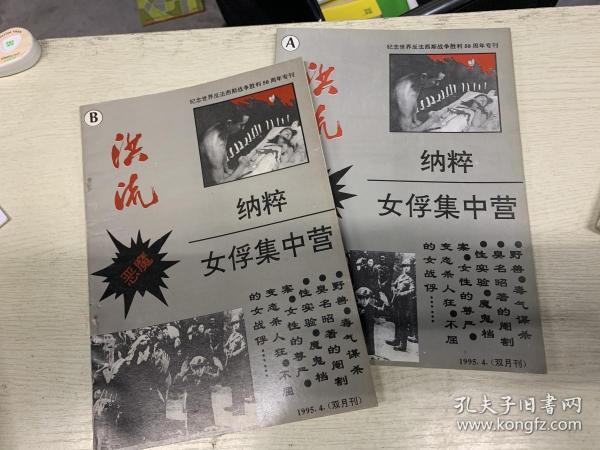 B
纪念世界反法西斯战争胜利50周年专刊
洪流
纳粹
女俘集中营
恶魔
●野兽●毒气谋杀
臭名昭著的阉割
●性实验●魔鬼档
案●女性的尊严●
变态杀人狂●不屈
的女战俘……
1995.4.(双月刊)
A
纪念世界反法西斯战争胜利50周年专刊
洪流
纳粹
女俘集中营
●野兽●毒气谋杀
臭名昭著的阉割
●性实验●魔鬼档
案●女性的尊严●
变态杀人狂●不屈
的女战俘……
1995.4.(双月刊)
孔夫子旧书网
www.kongfz.com